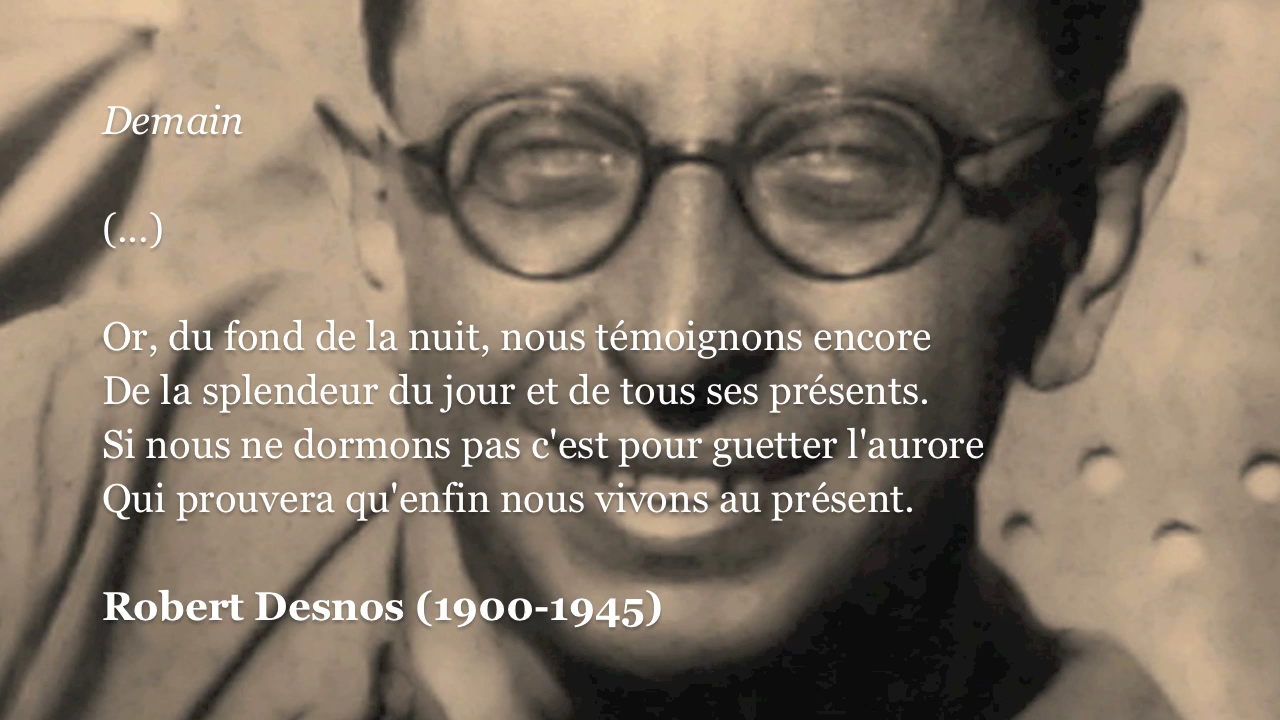 Demain
(...)
Or, du fond de la nuit, nous témoignons encore
De la splendeur du jour et de tous ses présents.
Si nous ne dormons pas c'est pour guetter l'aurore
Qui prouvera qu'enfin nous vivons au présent.
Robert Desnos (1900-1945)